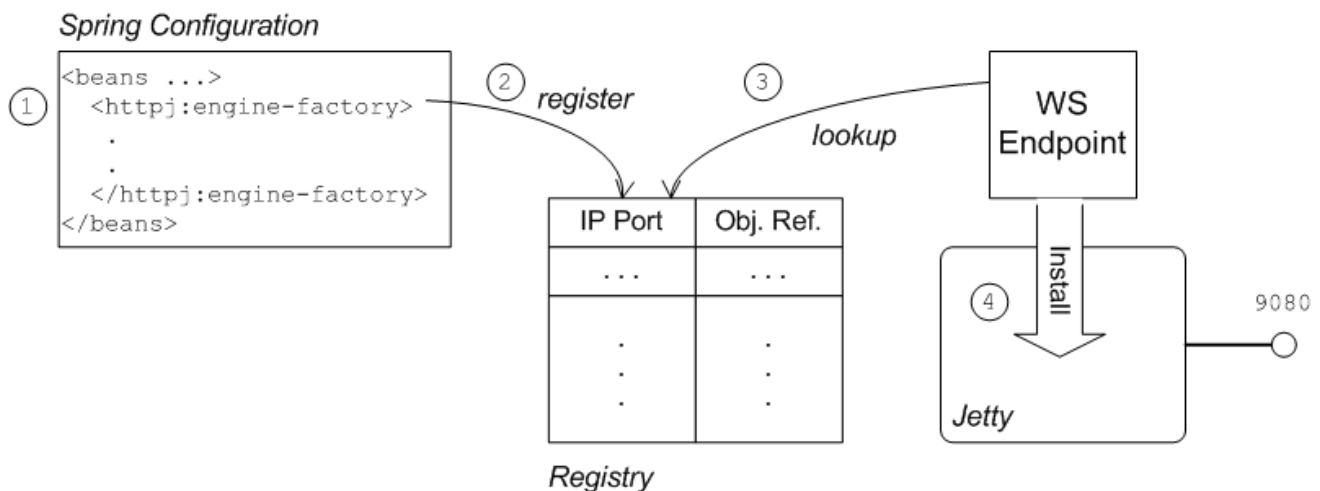 Spring Configuration
<beans ...>
<httpj:engine-factory>
.
.
</httpj:engine-factory>
</beans>
1
2
register
3
lookup
WS
Endpoint
IP Port Obj. Ref.
... ...
. .
. .
. .
Registry
Install
4
9080
Jetty